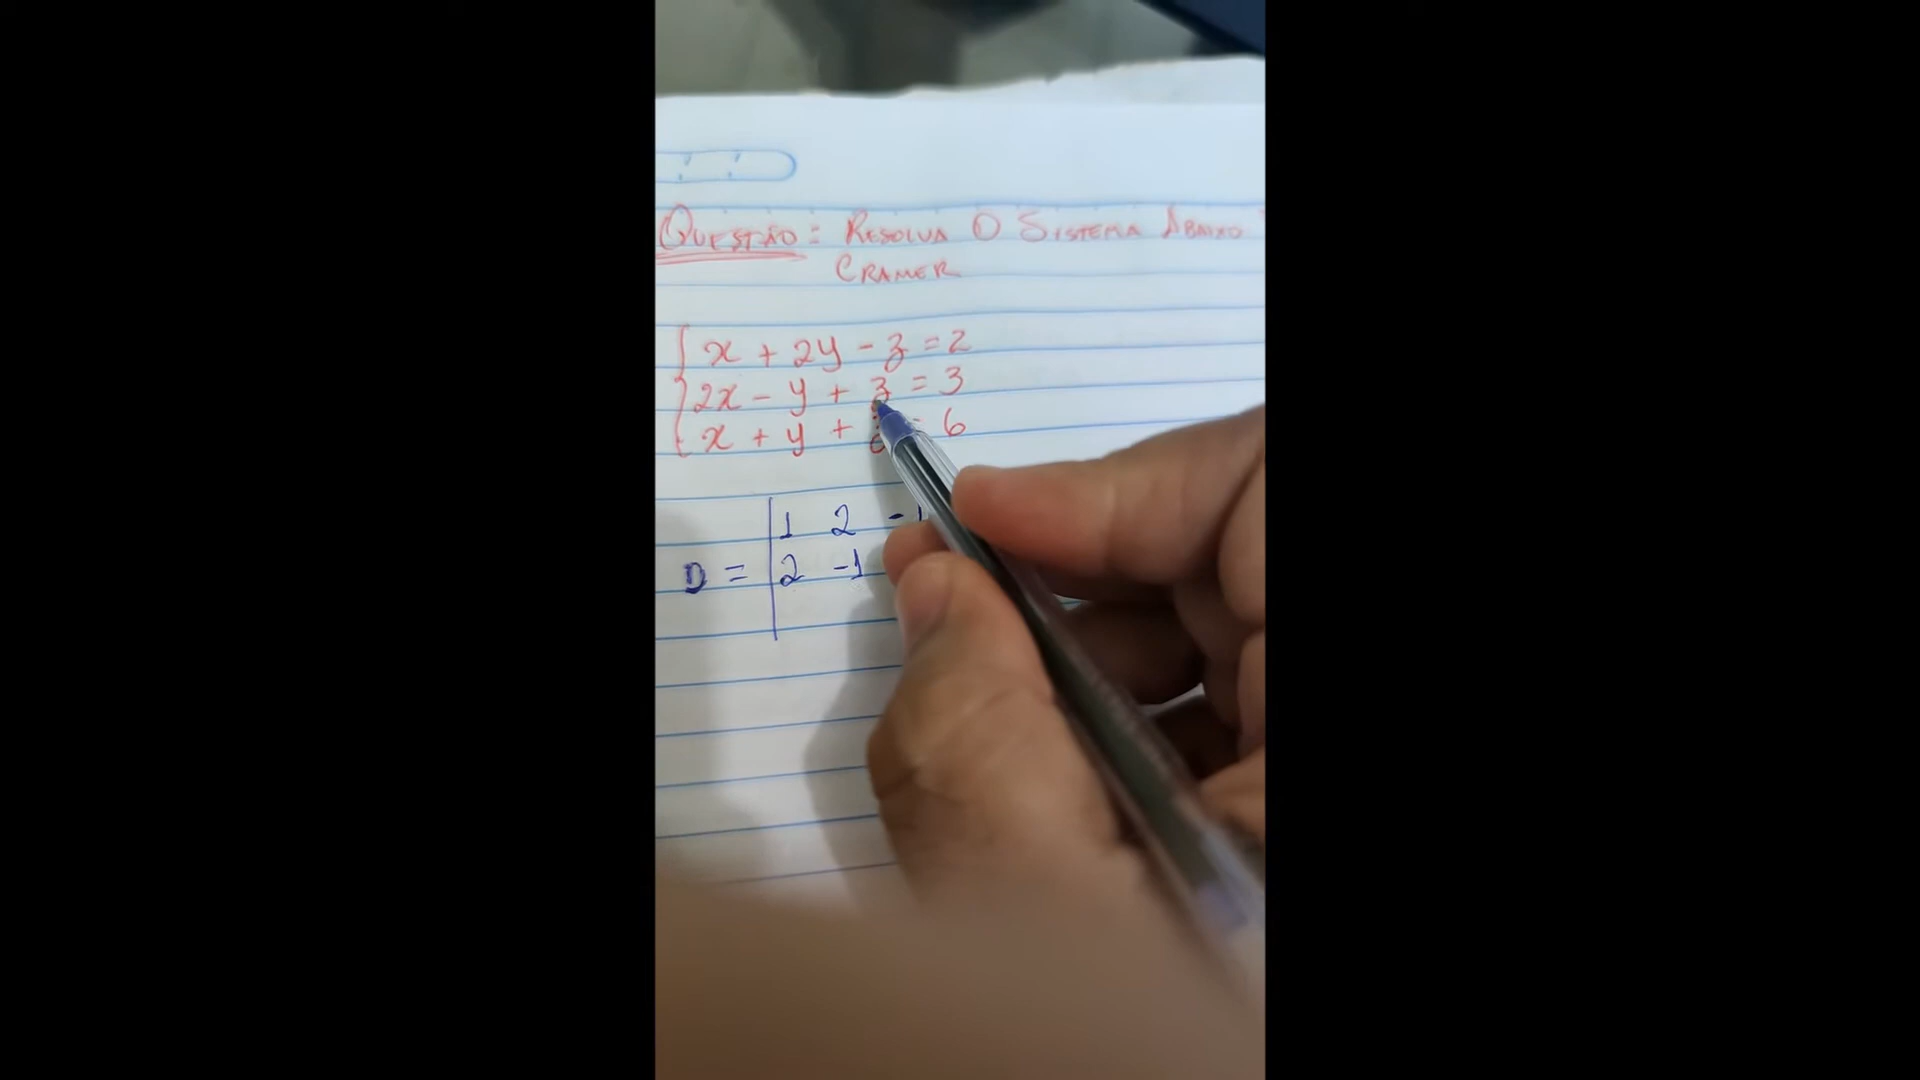 QUESTÃO: RESOLVA O SISTEMA ABAIXO
CRAMER
x + 2y - z = 2
2x - y + z = 3
x + y + 6
1 2 -1
D = 2 -1